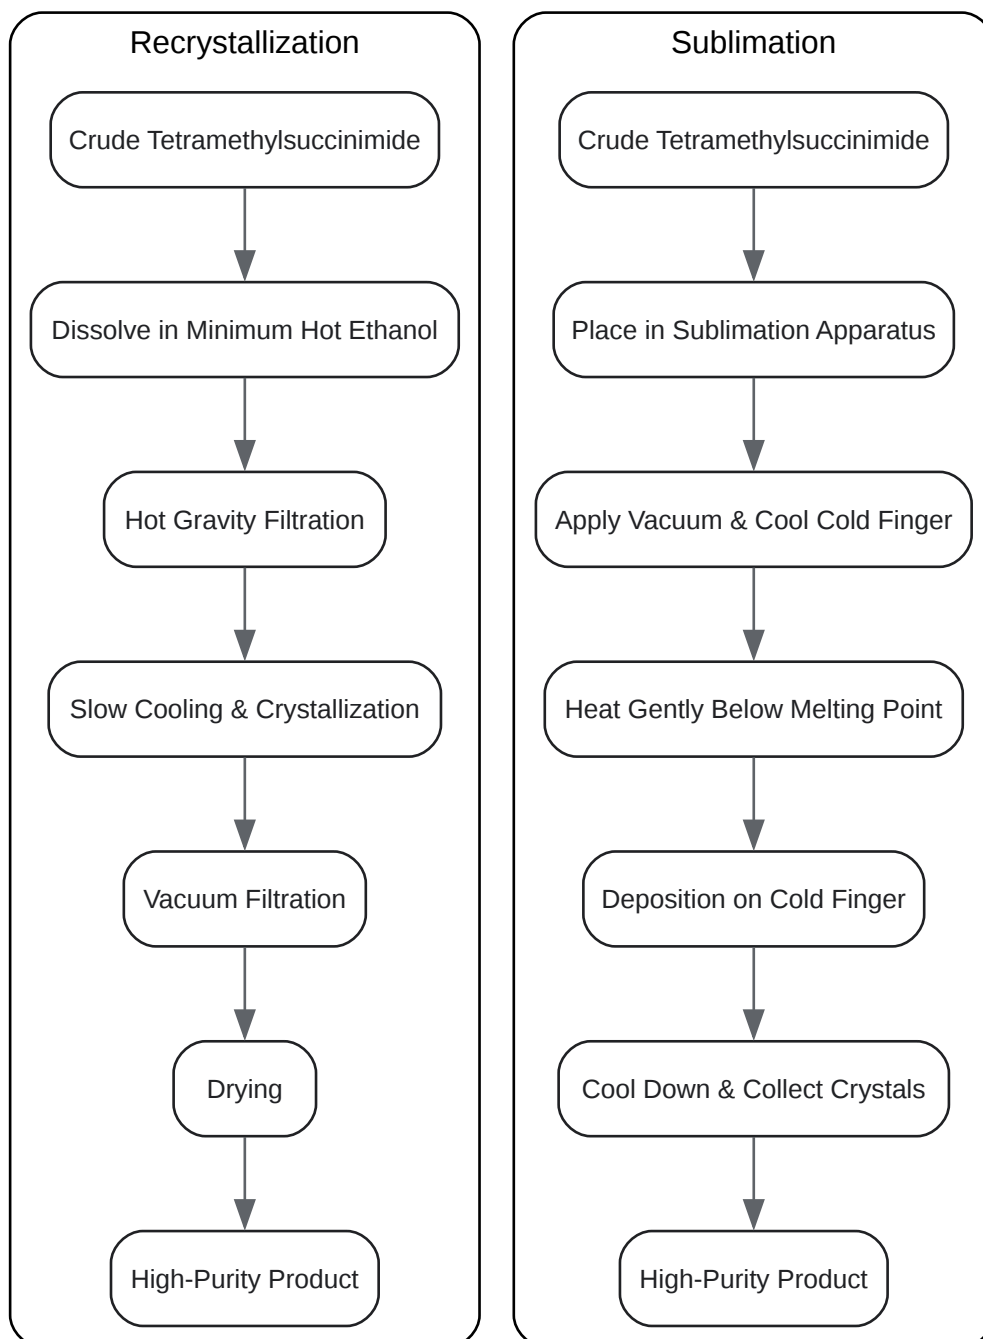 Recrystallization
Crude Tetramethylsuccinimide
Dissolve in Minimum Hot Ethanol
Hot Gravity Filtration
Slow Cooling & Crystallization
Vacuum Filtration
Drying
High-Purity Product
Sublimation
Crude Tetramethylsuccinimide
Place in Sublimation Apparatus
Apply Vacuum & Cool Cold Finger
Heat Gently Below Melting Point
Deposition on Cold Finger
Cool Down & Collect Crystals
High-Purity Product